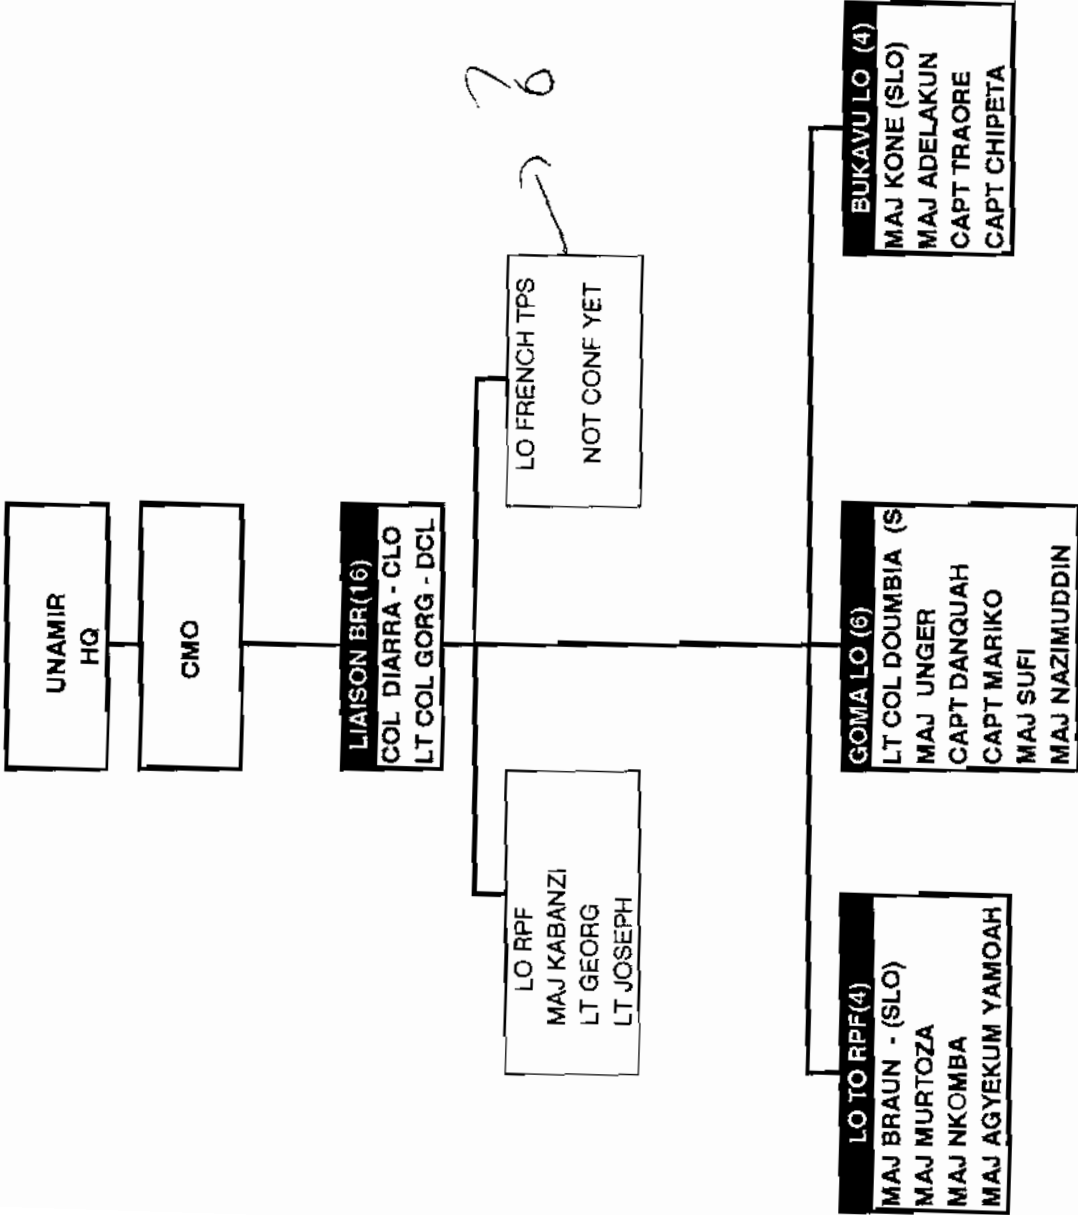 UNAMIR
HQ
CMO
LIAISON BR(16)
COL DIARRA - CLO
LT COL GORG - DCL
LO RPF
MAJ KABANZI
LT GEORG
LT JOSEPH
LO FRENCH TPS
NOT CONF YET
LO TO RPF(4)
MAJ BRAUN - (SLO)
MAJ MURTOZA
MAJ NKOMBA
MAJ AGYEKUM YAMOAH
GOMA LO (6)
LT COL DOUMBIA (S
MAJ UNGER
CAPT DANQUAH
CAPT MARIKO
MAJ SUFI
MAJ NAZIMUDDIN
BUKAVU LO (4)
MAJ KONE (SLO)
MAJ ADELAKUN
CAPT TRAORE
CAPT CHIPETA